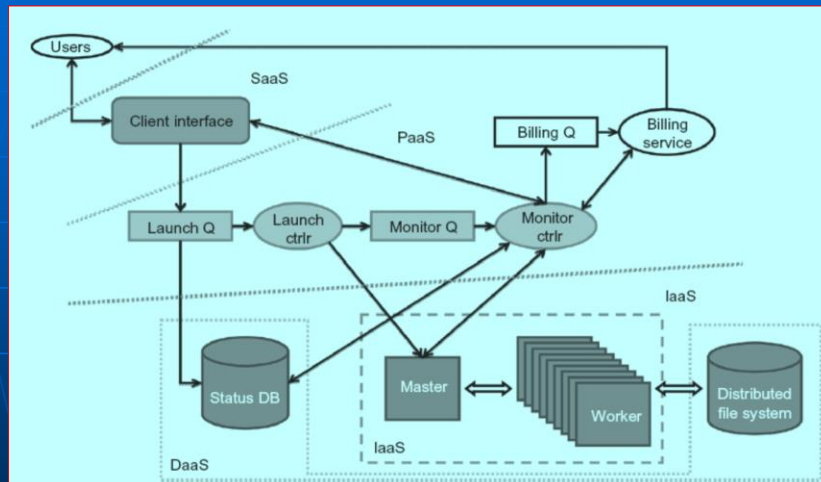 Users
SaaS
Client interface
PaaS
Billing Q
Billing
service
Launch Q
Launch
ctrlr
Monitor Q
Monitor
ctrlr
IaaS
Status DB
Master
Worker
Distributed
file system
IaaS
DaaS